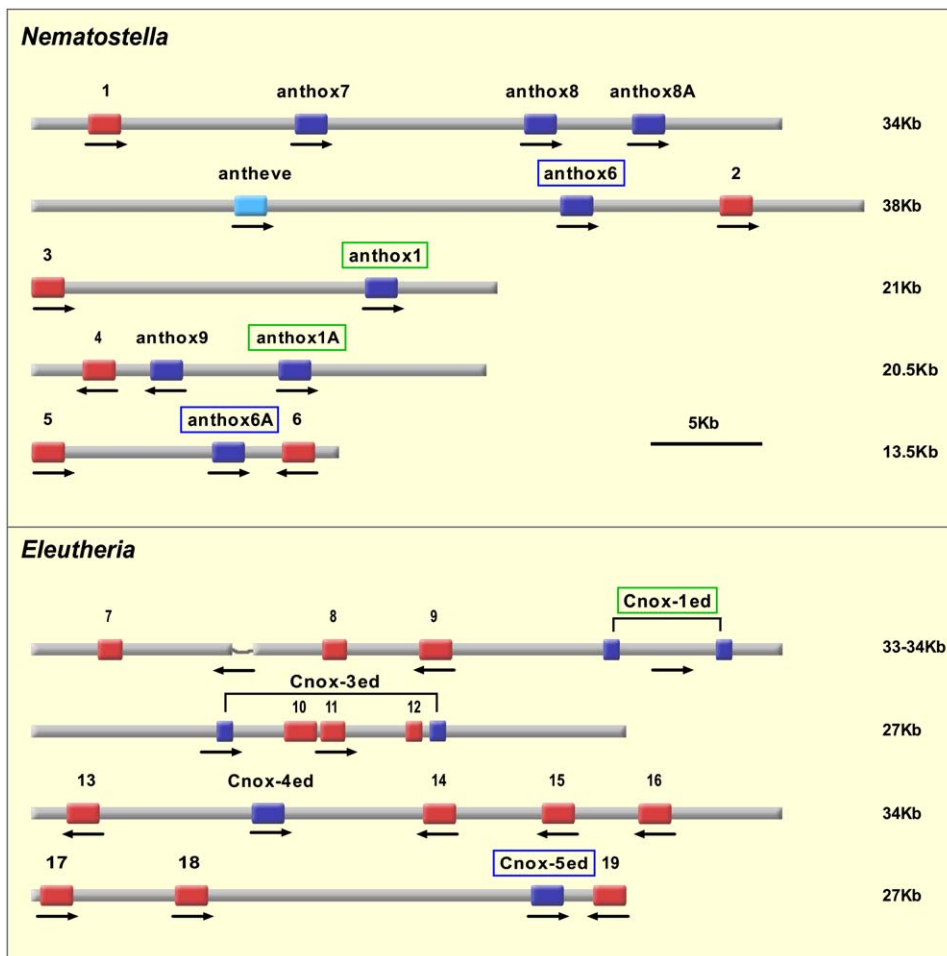 Nematostella
1 anthox7 anthox8 anthox8A
34Kb
antheve anthox6 2
38Kb
3 anthox1
21Kb
4 anthox9 anthox1A
20.5Kb
5 anthox6A 6
5Kb
13.5Kb
Eleutheria
7 8 9 Cnox-1ed
33-34Kb
Cnox-3ed
10 11 12
27Kb
13 Cnox-4ed 14 15 16
34Kb
17 18 Cnox-5ed 19
27Kb